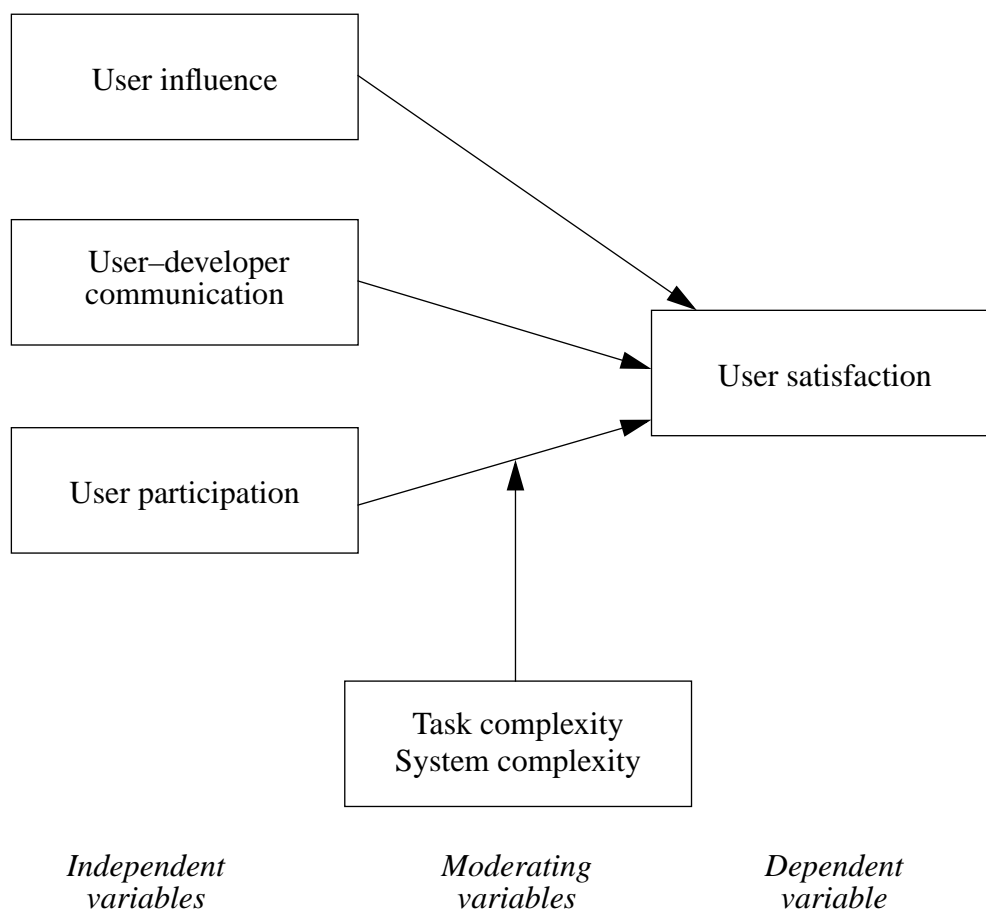 User influence
User–developer
communication
User satisfaction
User participation
Task complexity
System complexity
Independent
variables
Moderating
variables
Dependent
variable